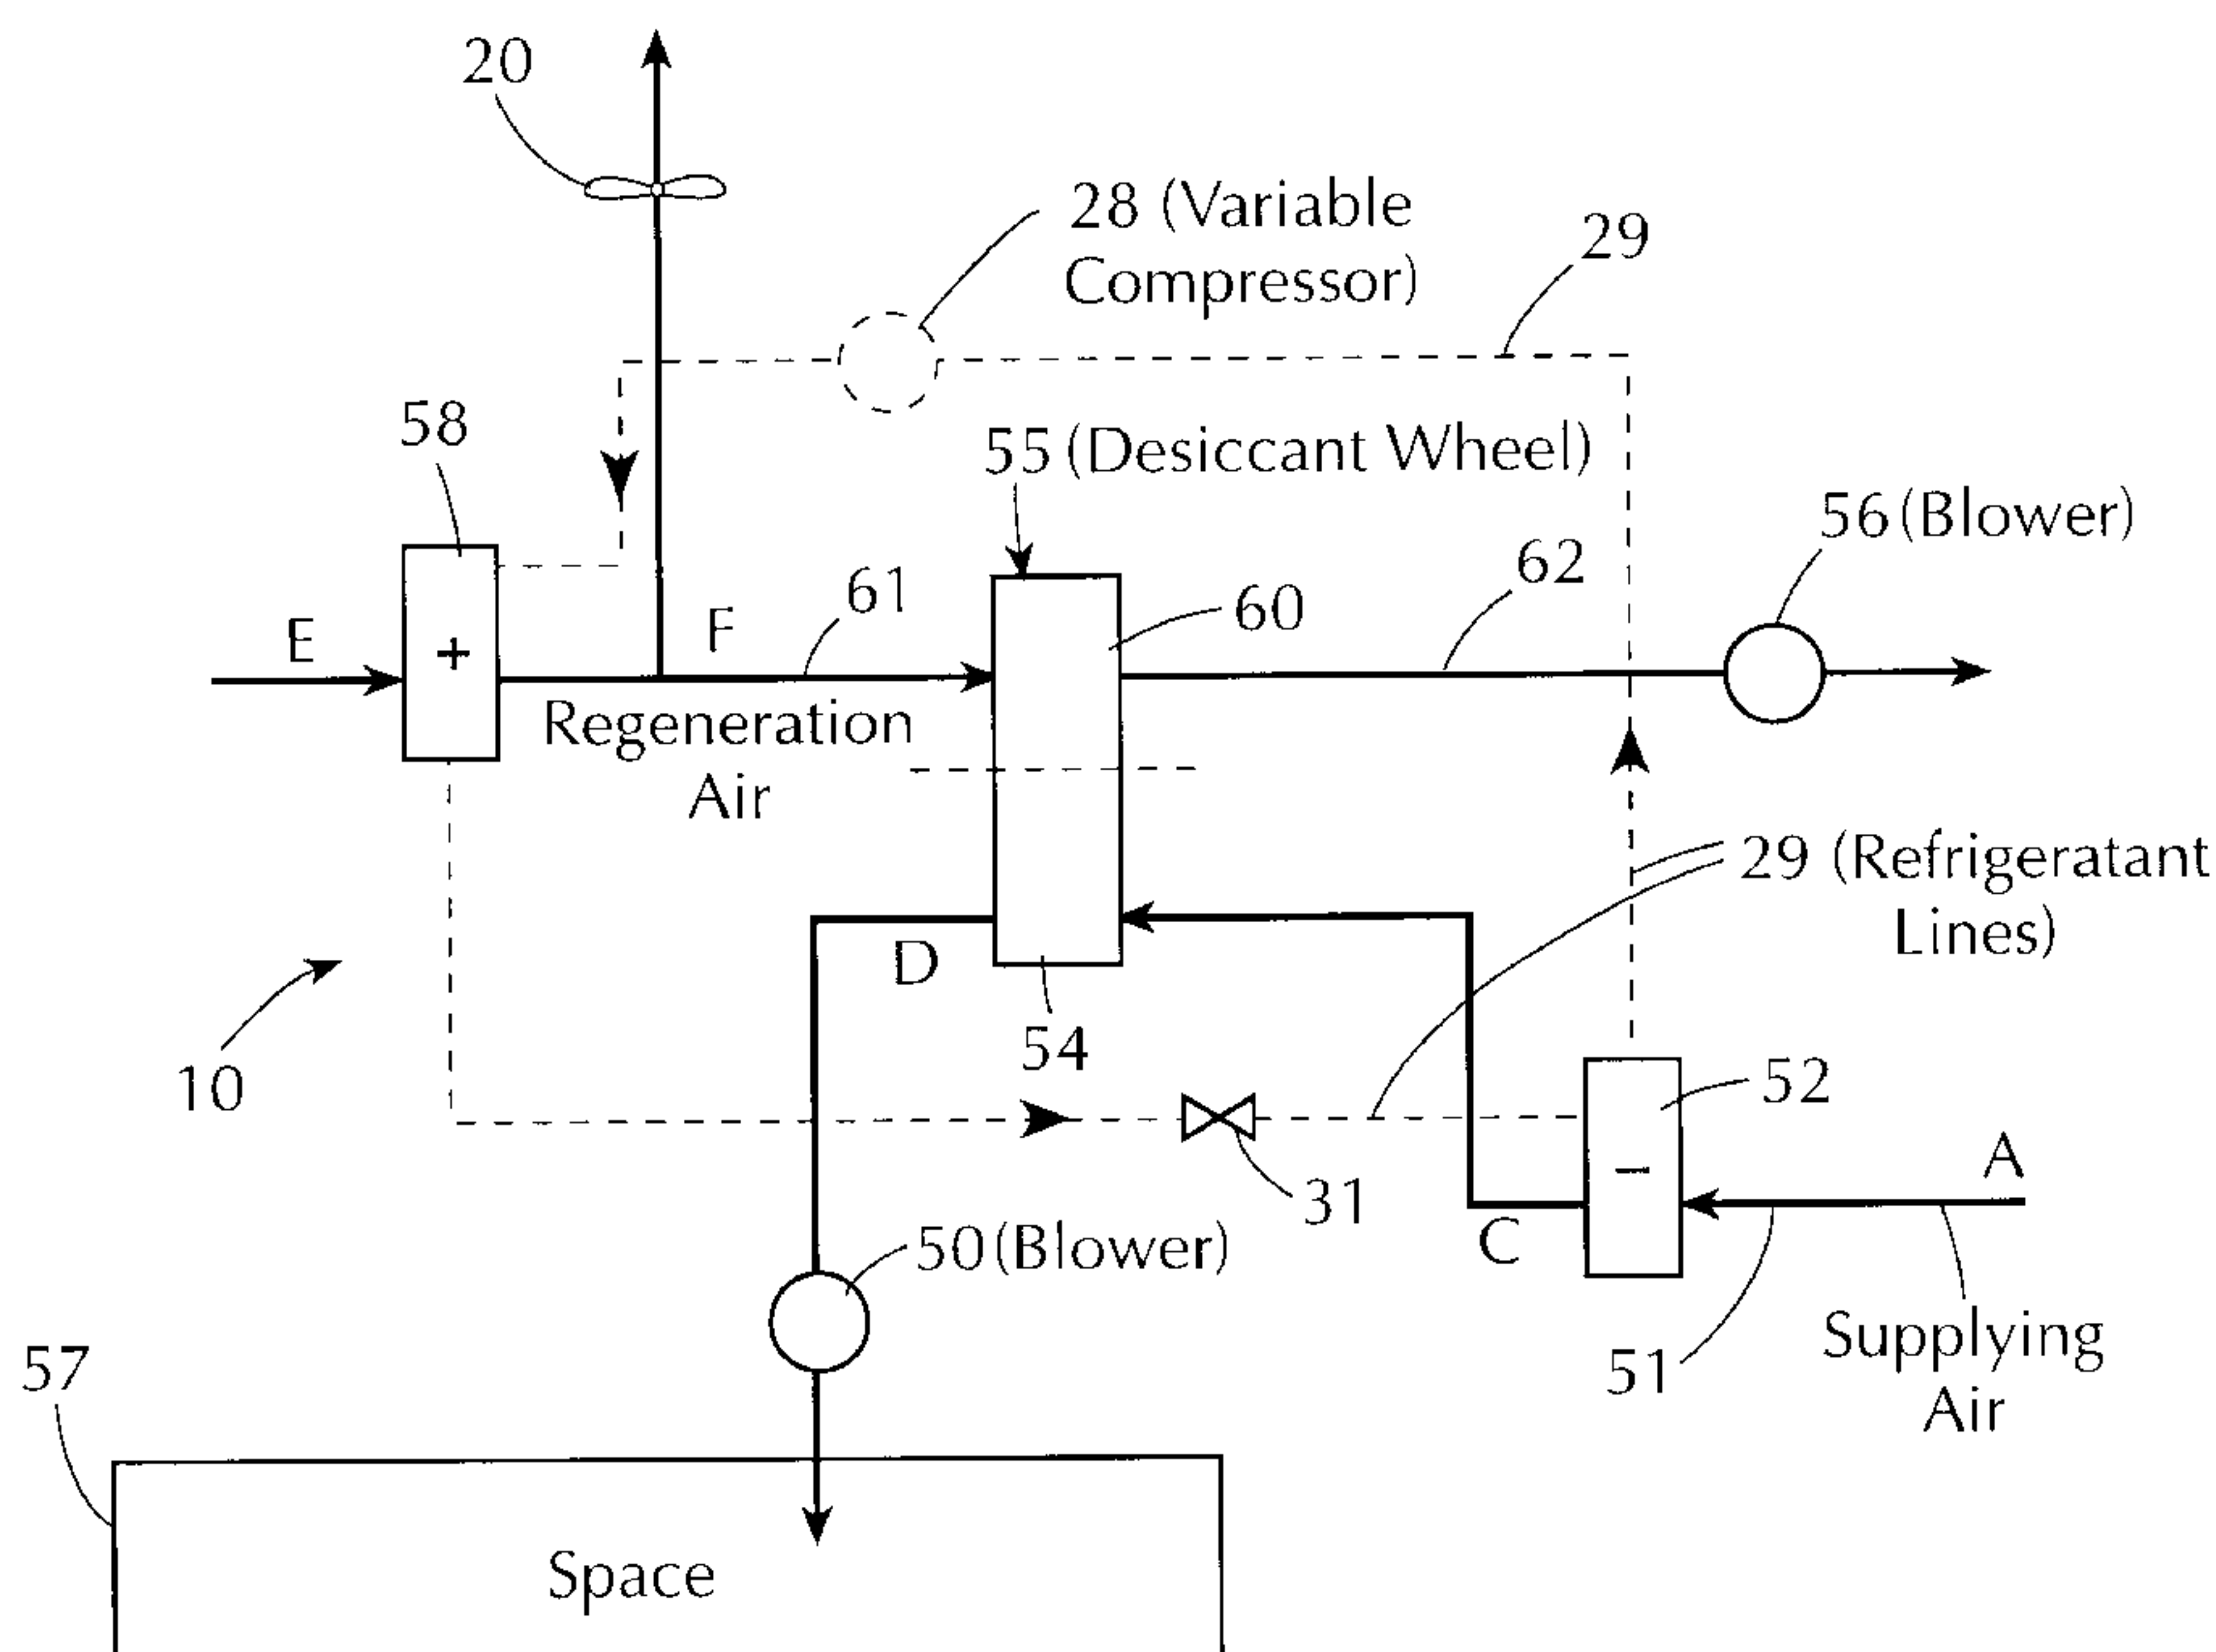 20
28 (Variable
Compressor)
29
58
55 (Desiccant Wheel)
56 (Blower)
E
+
F
61
60
62
Regeneration
Air
29 (Refrigeratant
Lines)
D
10
54
52
–
A
31
C
50 (Blower)
51
Supplying
Air
57
Space